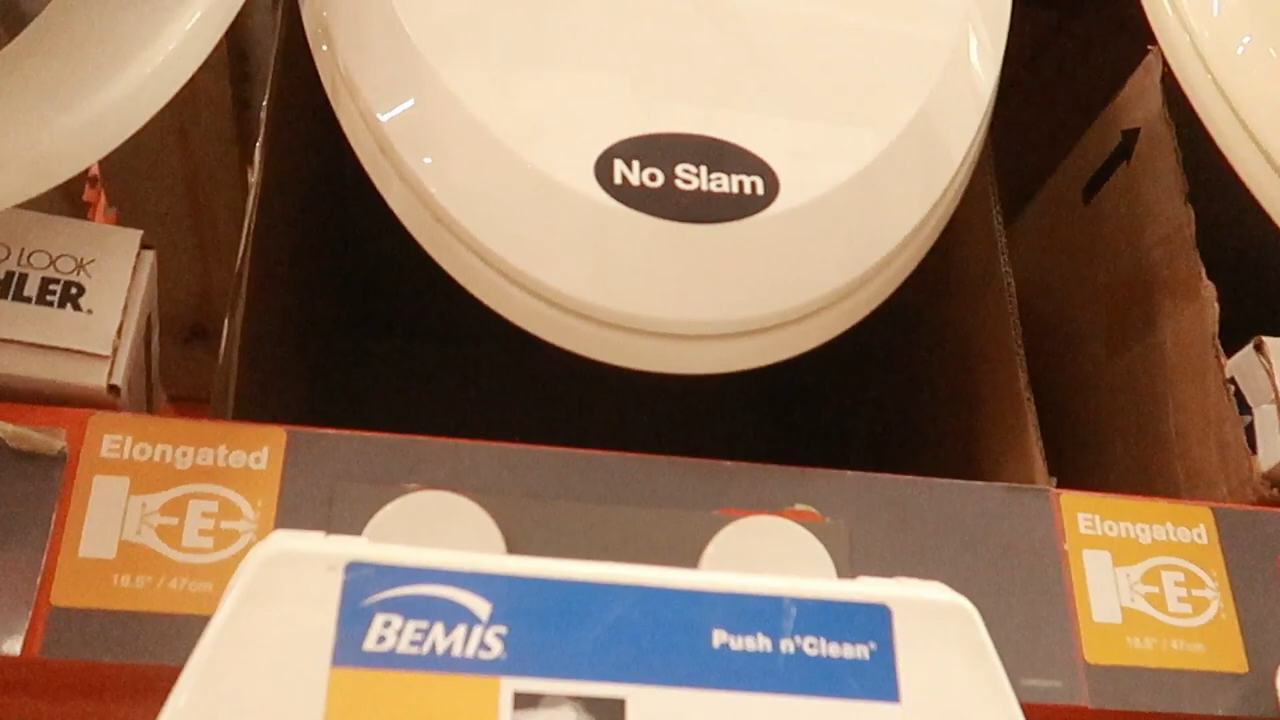 No Slam
LOOK
HLER.
Elongated
E
18.5" / 47cm
Elongated
E
18.5" / 47cm
BEMIS
Push n'Clean®